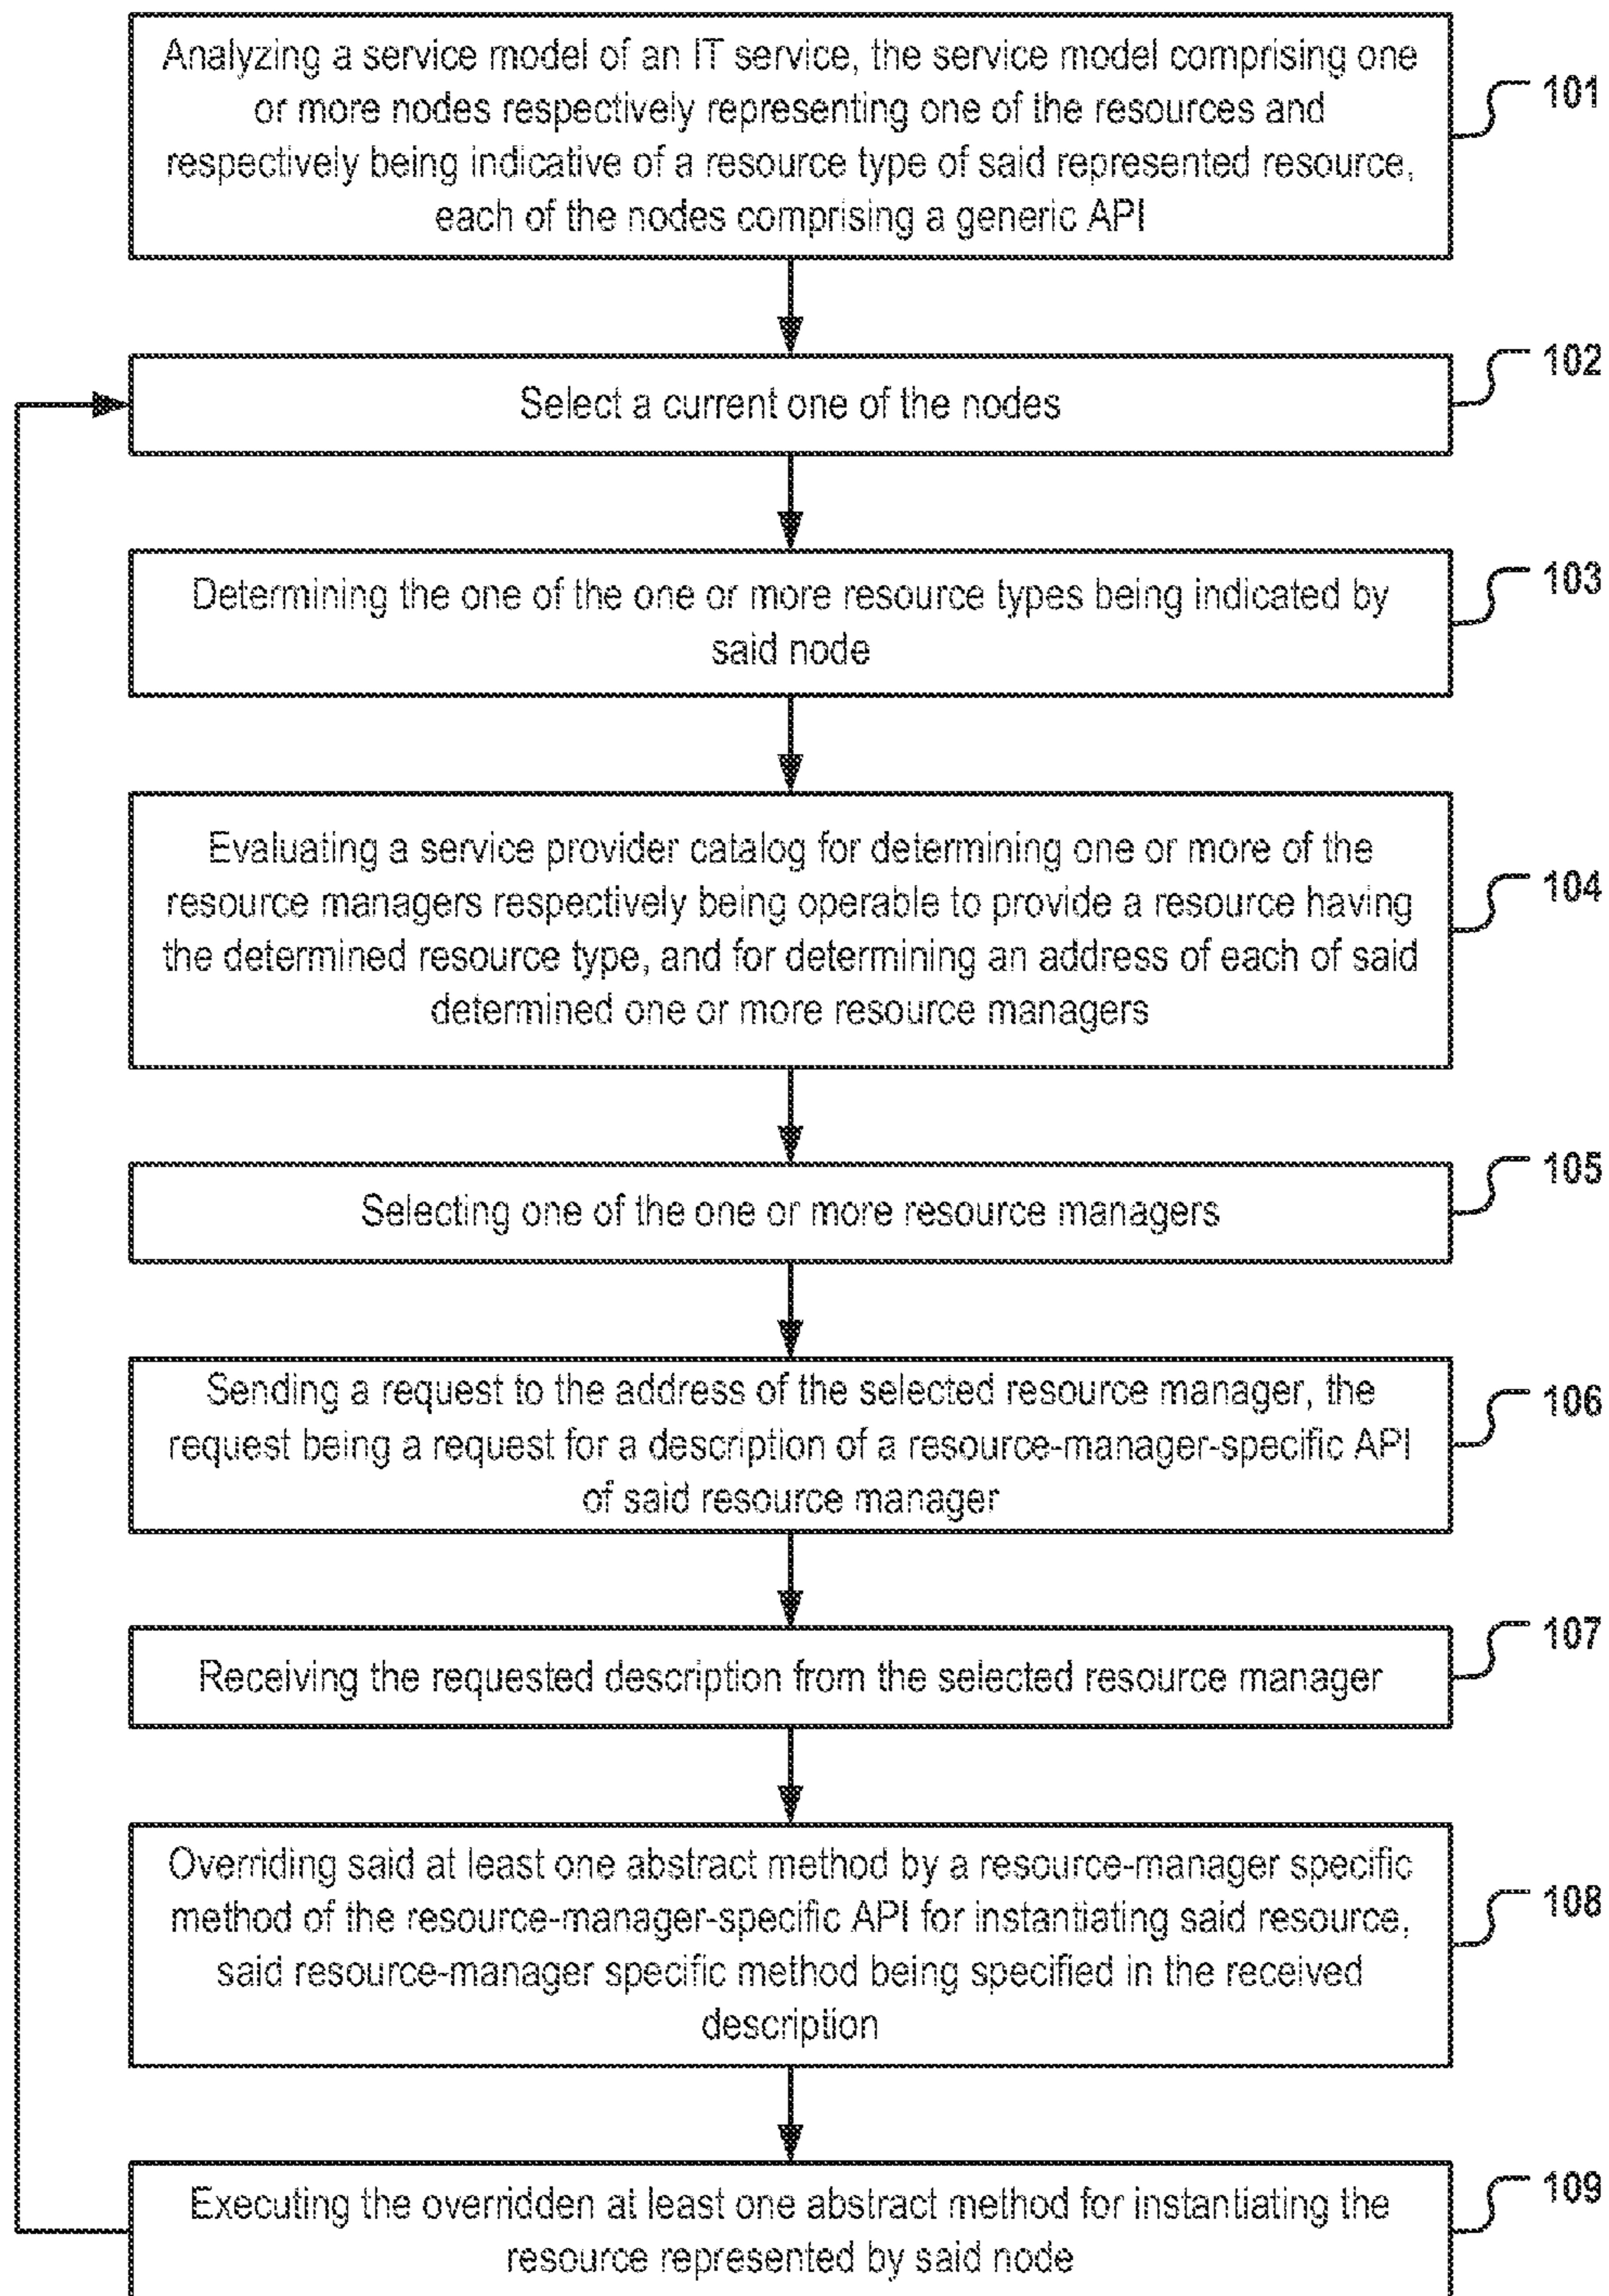 Analyzing a service model of an IT service, the service model comprising one
or more nodes respectively representing one of the resources and
respectively being indicative of a resource type of said represented resource,
each of the nodes comprising a generic API
101
Select a current one of the nodes
102
Determining the one of the one or more resource types being indicated by
said node
103
Evaluating a service provider catalog for determining one or more of the
resource managers respectively being operable to provide a resource having
the determined resource type, and for determining an address of each of said
determined one or more resource managers
104
Selecting one of the one or more resource managers
105
Sending a request to the address of the selected resource manager, the
request being a request for a description of a resource-manager-specific API
of said resource manager
106
Receiving the requested description from the selected resource manager
107
Overriding said at least one abstract method by a resource-manager specific
method of the resource-manager-specific API for instantiating said resource,
said resource-manager specific method being specified in the received
description
108
Executing the overridden at least one abstract method for instantiating the
resource represented by said node
109